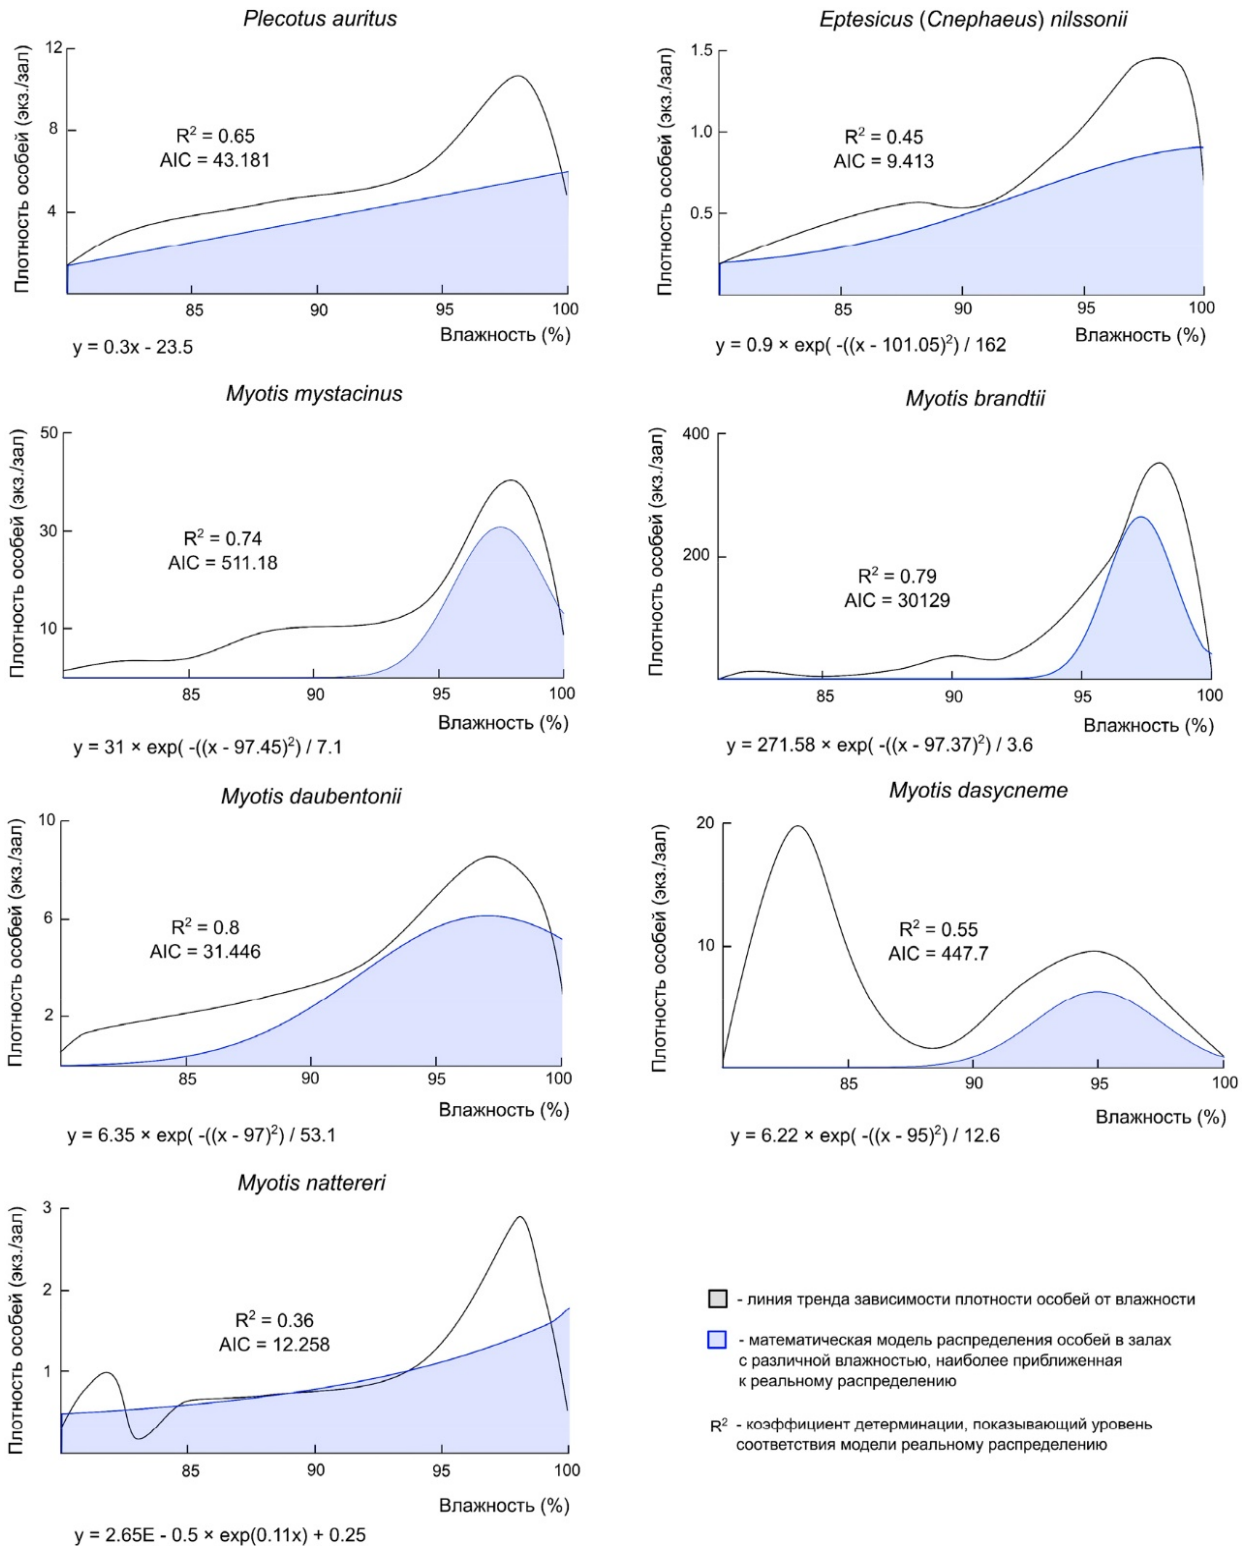 Plecotus auritus
Плотность особей (экз./зал)
12
8
4
R² = 0.65
AIC = 43.181
85
90
95
100
Влажность (%)
y = 0.3x - 23.5
Eptesicus (Cnephaeus) nilssonii
Плотность особей (экз./зал)
1.5
1.0
0.5
R² = 0.45
AIC = 9.413
85
90
95
100
Влажность (%)
y = 0.9 × exp( -((x - 101.05)²) / 162
Myotis mystacinus
Плотность особей (экз./зал)
50
30
10
R² = 0.74
AIC = 511.18
85
90
95
100
Влажность (%)
y = 31 × exp( -((x - 97.45)²) / 7.1
Myotis brandtii
Плотность особей (экз./зал)
400
200
R² = 0.79
AIC = 30129
85
90
95
100
Влажность (%)
y = 271.58 × exp( -((x - 97.37)²) / 3.6
Myotis daubentonii
Плотность особей (экз./зал)
10
6
2
R² = 0.8
AIC = 31.446
85
90
95
100
Влажность (%)
y = 6.35 × exp( -((x - 97)²) / 53.1
Myotis dasycneme
Плотность особей (экз./зал)
20
10
R² = 0.55
AIC = 447.7
85
90
95
100
Влажность (%)
y = 6.22 × exp( -((x - 95)²) / 12.6
Myotis nattereri
Плотность особей (экз./зал)
3
2
1
R² = 0.36
AIC = 12.258
85
90
95
100
Влажность (%)
y = 2.65E - 0.5 × exp(0.11x) + 0.25
- линия тренда зависимости плотности особей от влажности
- математическая модель распределения особей в залах
с различной влажностью, наиболее приближенная
к реальному распределению
R² - коэффициент детерминации, показывающий уровень
соответствия модели реальному распределению